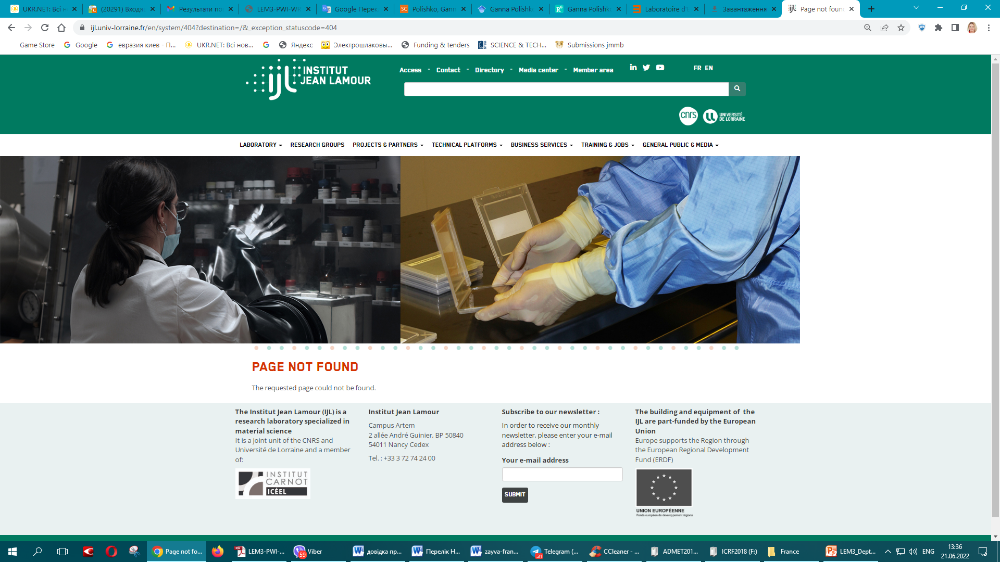 UKR.NET: Всі н
(20291) Входящ
Результати по
LEM3-PWI-WR
Google Перек
Polishko, Gann
Ganna Polishko
Ganna Polishko
Laboratoire d'E
Завантаження
Page not found
ijl.univ-lorraine.fr/en/system/404?destination=/&_exception_statuscode=404
Game Store
Google
евразия киев - П...
UKR.NET: Всі нов...
Яндекс
Электрошлаковы...
Funding & tenders
SCIENCE & TECH...
Submissions jmmb
ijl INSTITUT
JEAN LAMOUR
Access - Contact - Directory - Media center - Member area
FR EN
cnrs
UNIVERSITÉ
DE LORRAINE
LABORATORY
RESEARCH GROUPS
PROJECTS & PARTNERS
TECHNICAL PLATFORMS
BUSINESS SERVICES
TRAINING & JOBS
GENERAL PUBLIC & MEDIA
PAGE NOT FOUND
The requested page could not be found.
The Institut Jean Lamour (IJL) is a
research laboratory specialized in
material science
It is a joint unit of the CNRS and
Université de Lorraine and a member
of:
INSTITUT
CARNOT
ICÉEL
Institut Jean Lamour
Campus Artem
2 allée André Guinier, BP 50840
54011 Nancy Cedex
Tel. : +33 3 72 74 24 00
Subscribe to our newsletter :
In order to receive our monthly
newsletter, please enter your e-mail
address below :
Your e-mail address
SUBMIT
The building and equipment of the
IJL are part-funded by the European
Union
Europe supports the Region through
the European Regional Development
Fund (ERDF)
UNION EUROPÉENNE
Fonds européen de développement régional
Page not fo...
LEM3-PWI-...
59
Viber
довідка пр...
Перелік Н...
zayva-fran...
31
Telegram (...
CCleaner - ...
ADMET201...
ICRF2018 (F:)
France
LEM3_Dept...
ENG
13:36
21.06.2022